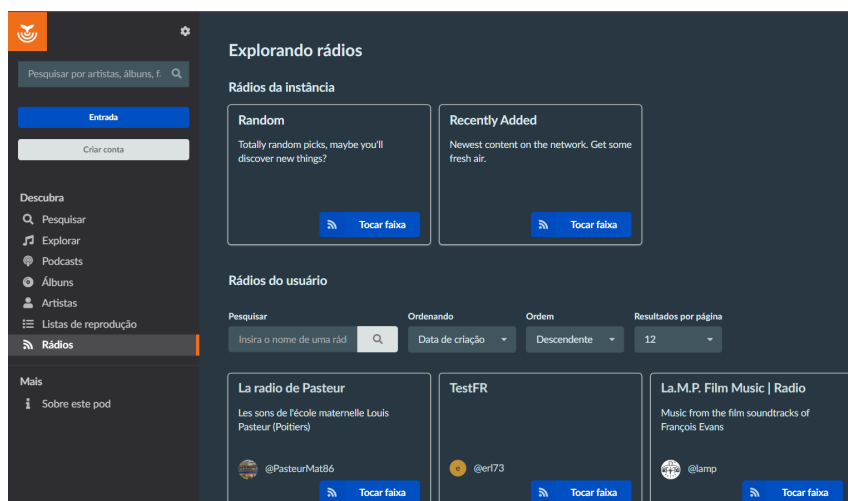 Pesquisar por artistas, álbuns, f.
Entrada
Criar conta
Descubra
Pesquisar
Explorar
Podcasts
Álbuns
Artistas
Listas de reprodução
Rádios
Mais
Sobre este pod
Explorando rádios
Rádios da instância
Random
Totally random picks, maybe you'll
discover new things?
Tocar faixa
Recently Added
Newest content on the network. Get some
fresh air.
Tocar faixa
Rádios do usuário
Pesquisar
Insira o nome de uma rád
Ordenando
Data de criação
Ordem
Descendente
Resultados por página
12
La radio de Pasteur
Les sons de l'école maternelle Louis
Pasteur (Poitiers)
@PasteurMat86
Tocar faixa
TestFR
e
@erl73
Tocar faixa
La.M.P. Film Music | Radio
Music from the film soundtracks of
François Evans
@lamp
Tocar faixa